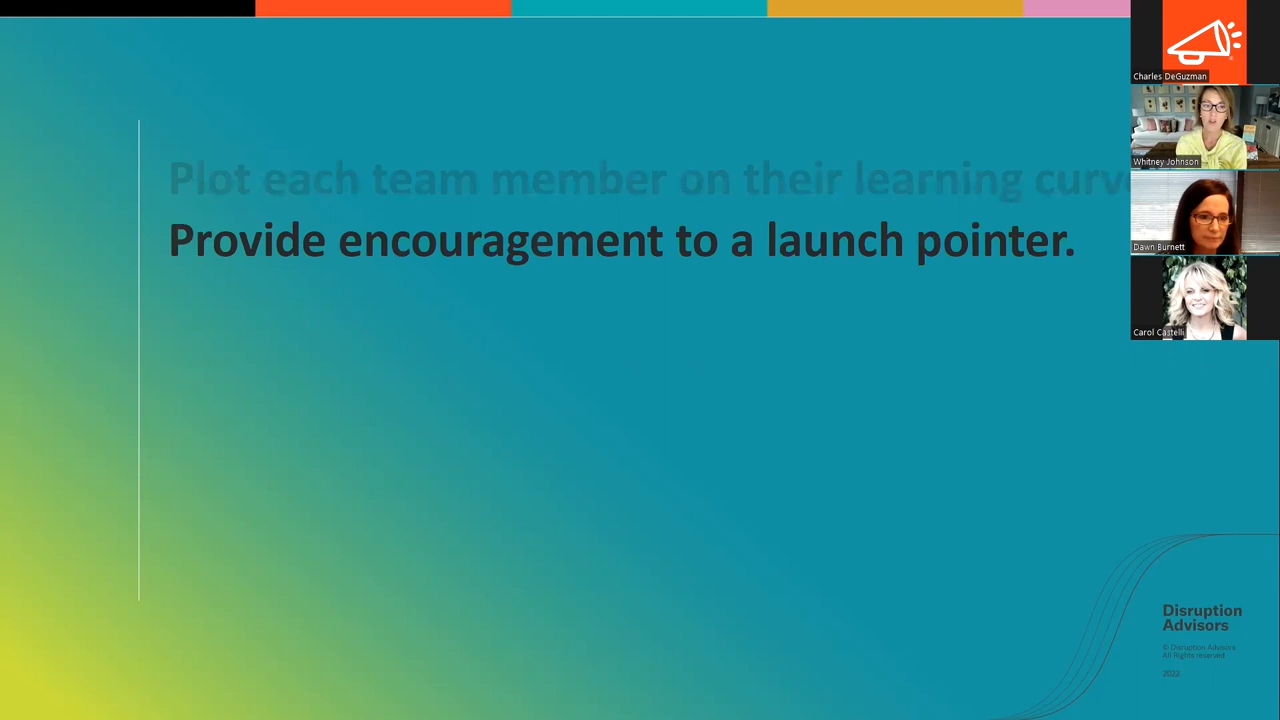 Plot each team member on their learning curve
Provide encouragement to a launch pointer.
Charles DeGuzman
Whitney Johnson
Dawn Burnett
Carol Castelli
Disruption
Advisors
© Disruption Advisors
All Rights reserved
2022